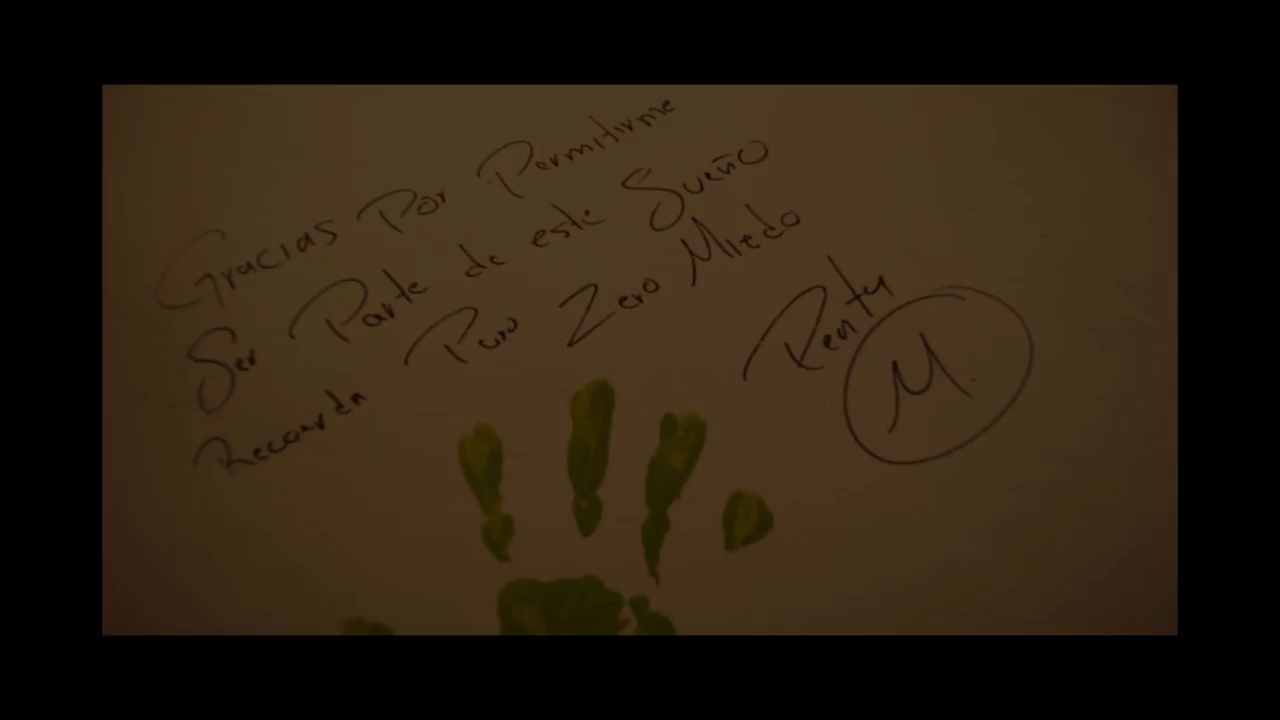 Gracias Por Permitirme
Ser Parte de este Sueño
Recuerda Puro Zero Miedo
Renty
M.